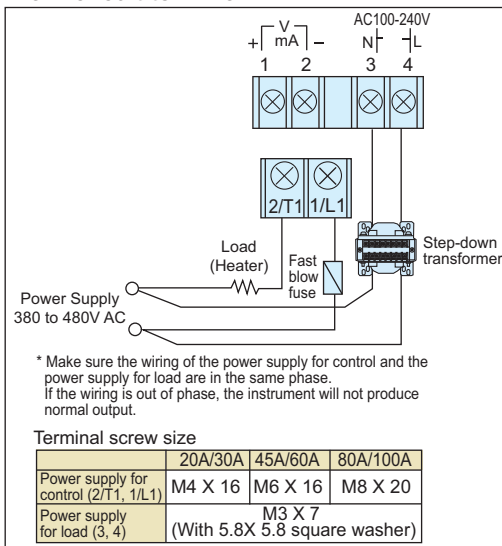 V
mA
+
−
AC100-240V
N
L
1
2
3
4
2/T1
1/L1
Load
(Heater)
Fast
blow
fuse
Step-down
transformer
Power Supply
380 to 480V AC
* Make sure the wiring of the power supply for control and the
power supply for load are in the same phase.
If the wiring is out of phase, the instrument will not produce
normal output.
Terminal screw size
20A/30A 45A/60A 80A/100A
Power supply for
control (2/T1, 1/L1)
M4 X 16 M6 X 16 M8 X 20
Power supply
for load (3, 4)
M3 X 7
(With 5.8X 5.8 square washer)